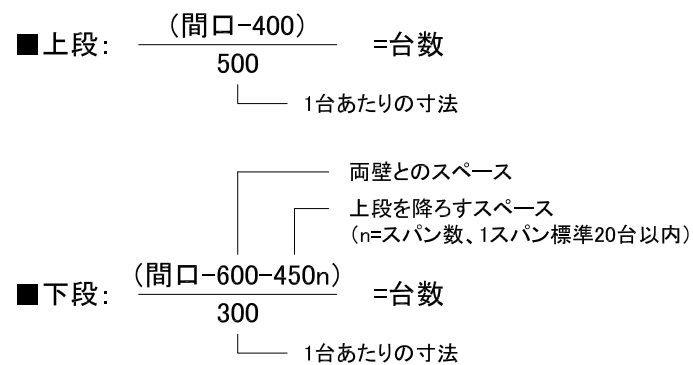 ■上段: (間口-400)
500
=台数
1台あたりの寸法
両壁とのスペース
上段を降ろすスペース
(n=スパン数、1スパン標準20台以内)
■下段: (間口-600-450n)
300
=台数
1台あたりの寸法